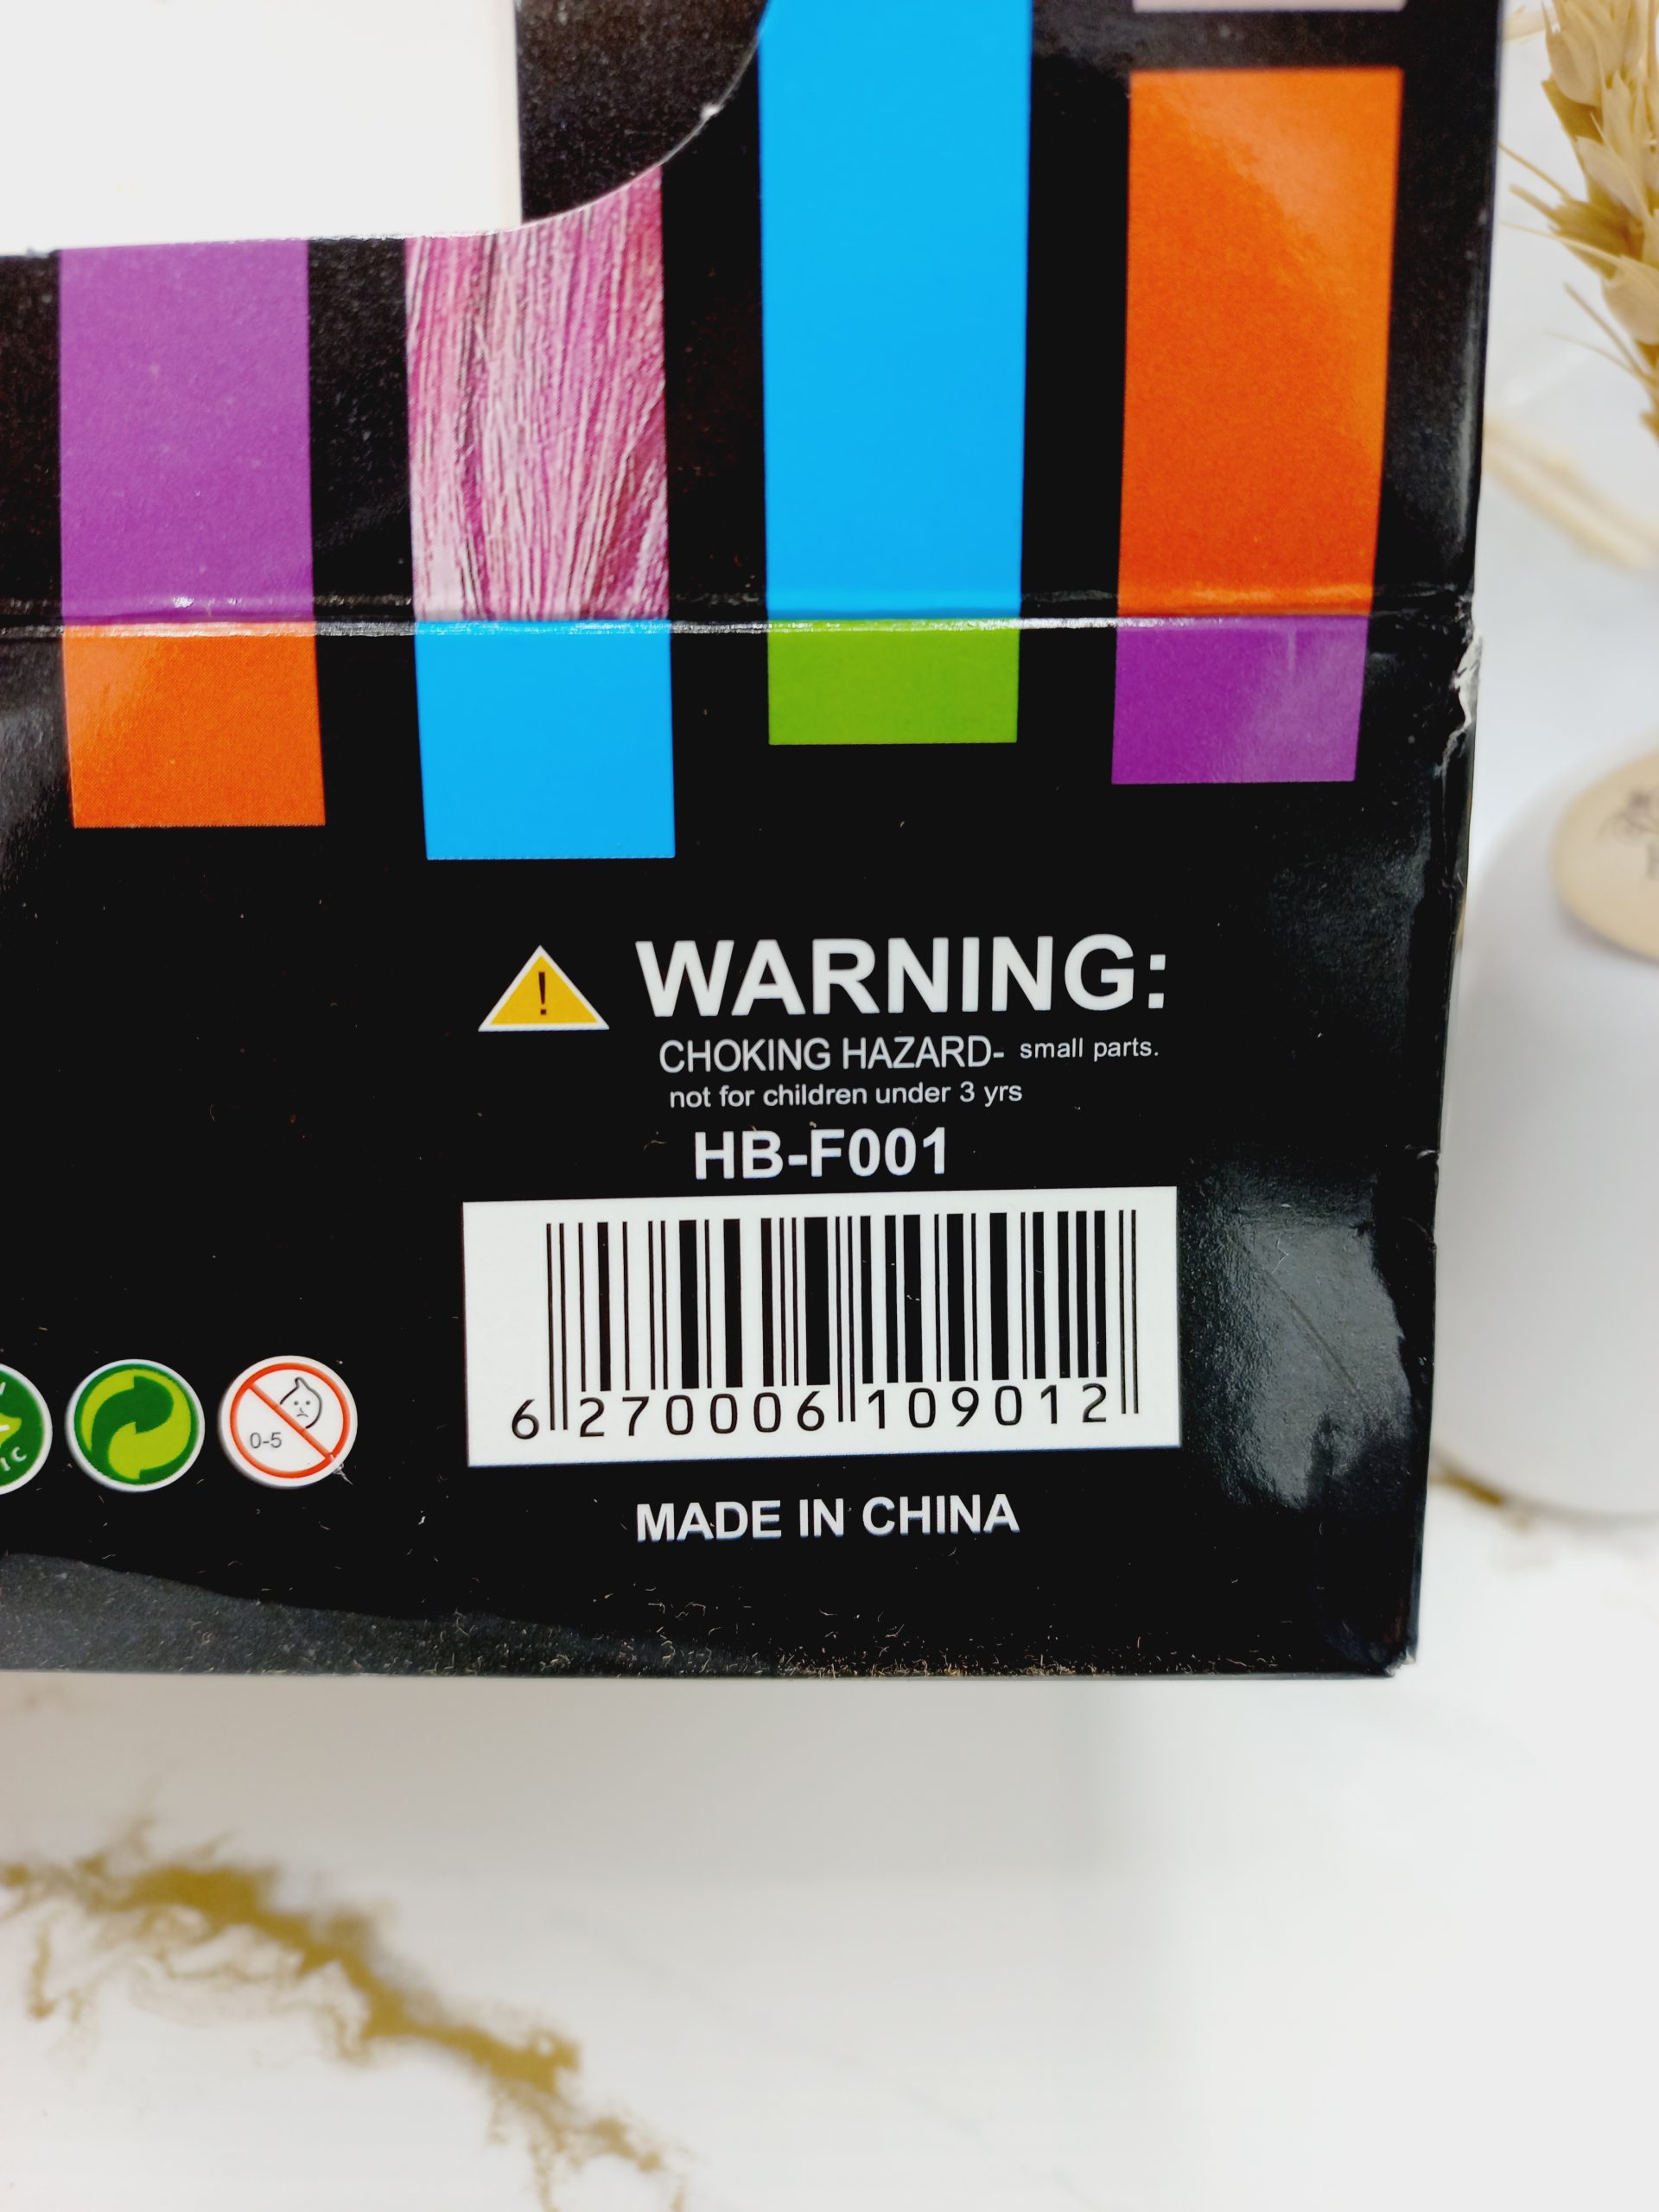 WARNING:
CHOKING HAZARD- small parts.
not for children under 3 yrs
HB-F001
6 270006 109012
0-5
MADE IN CHINA